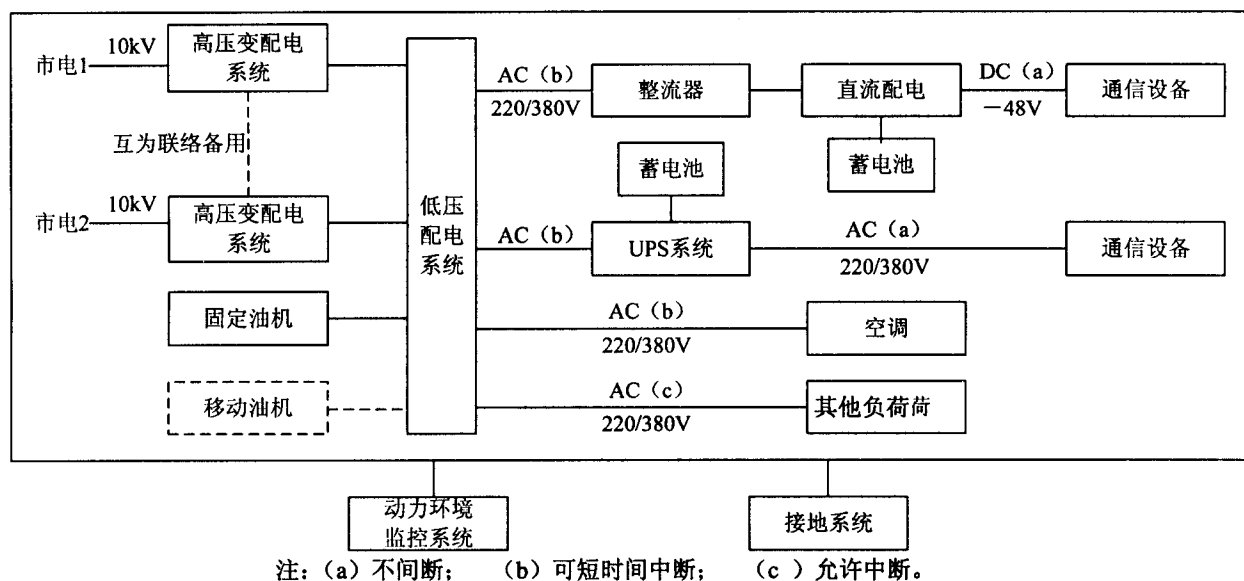 市电1
10kV
高压变配电
系统
互为联络备用
市电2
10kV
高压变配电
系统
固定油机
移动油机
低压
配电
系统
AC（b）
220/380V
整流器
直流配电
DC（a）
－48V
通信设备
蓄电池
蓄电池
AC（b）
UPS系统
AC（a）
220/380V
通信设备
AC（b）
220/380V
空调
AC（c）
220/380V
其他负荷荷
动力环境
监控系统
接地系统
注：（a）不间断； （b）可短时间中断； （c ）允许中断。